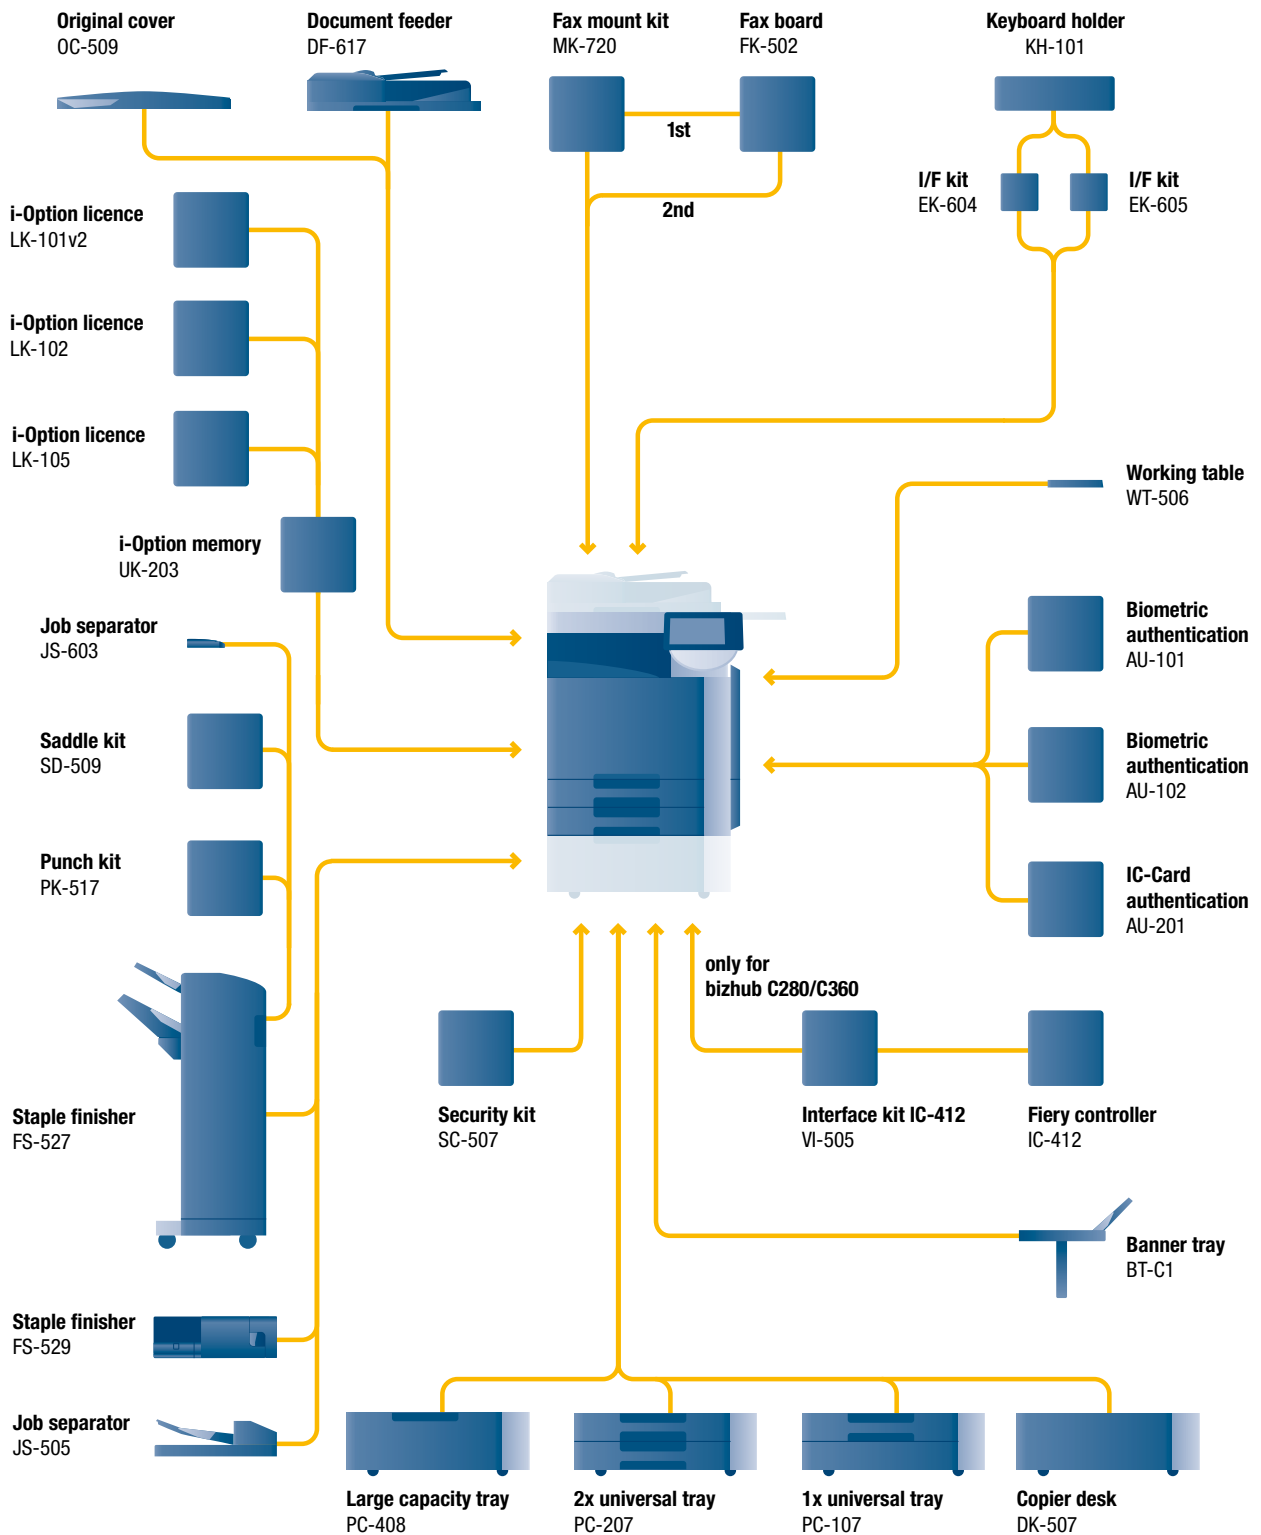 Original cover
OC-509
Document feeder
DF-617
Fax mount kit
MK-720
Fax board
FK-502
Keyboard holder
KH-101
1st
2nd
I/F kit
EK-604
I/F kit
EK-605
i-Option licence
LK-101v2
i-Option licence
LK-102
i-Option licence
LK-105
i-Option memory
UK-203
Working table
WT-506
Job separator
JS-603
Biometric
authentication
AU-101
Saddle kit
SD-509
Biometric
authentication
AU-102
Punch kit
PK-517
IC-Card
authentication
AU-201
only for
bizhub C280/C360
Staple finisher
FS-527
Security kit
SC-507
Interface kit IC-412
VI-505
Fiery controller
IC-412
Banner tray
BT-C1
Staple finisher
FS-529
Job separator
JS-505
Large capacity tray
PC-408
2x universal tray
PC-207
1x universal tray
PC-107
Copier desk
DK-507